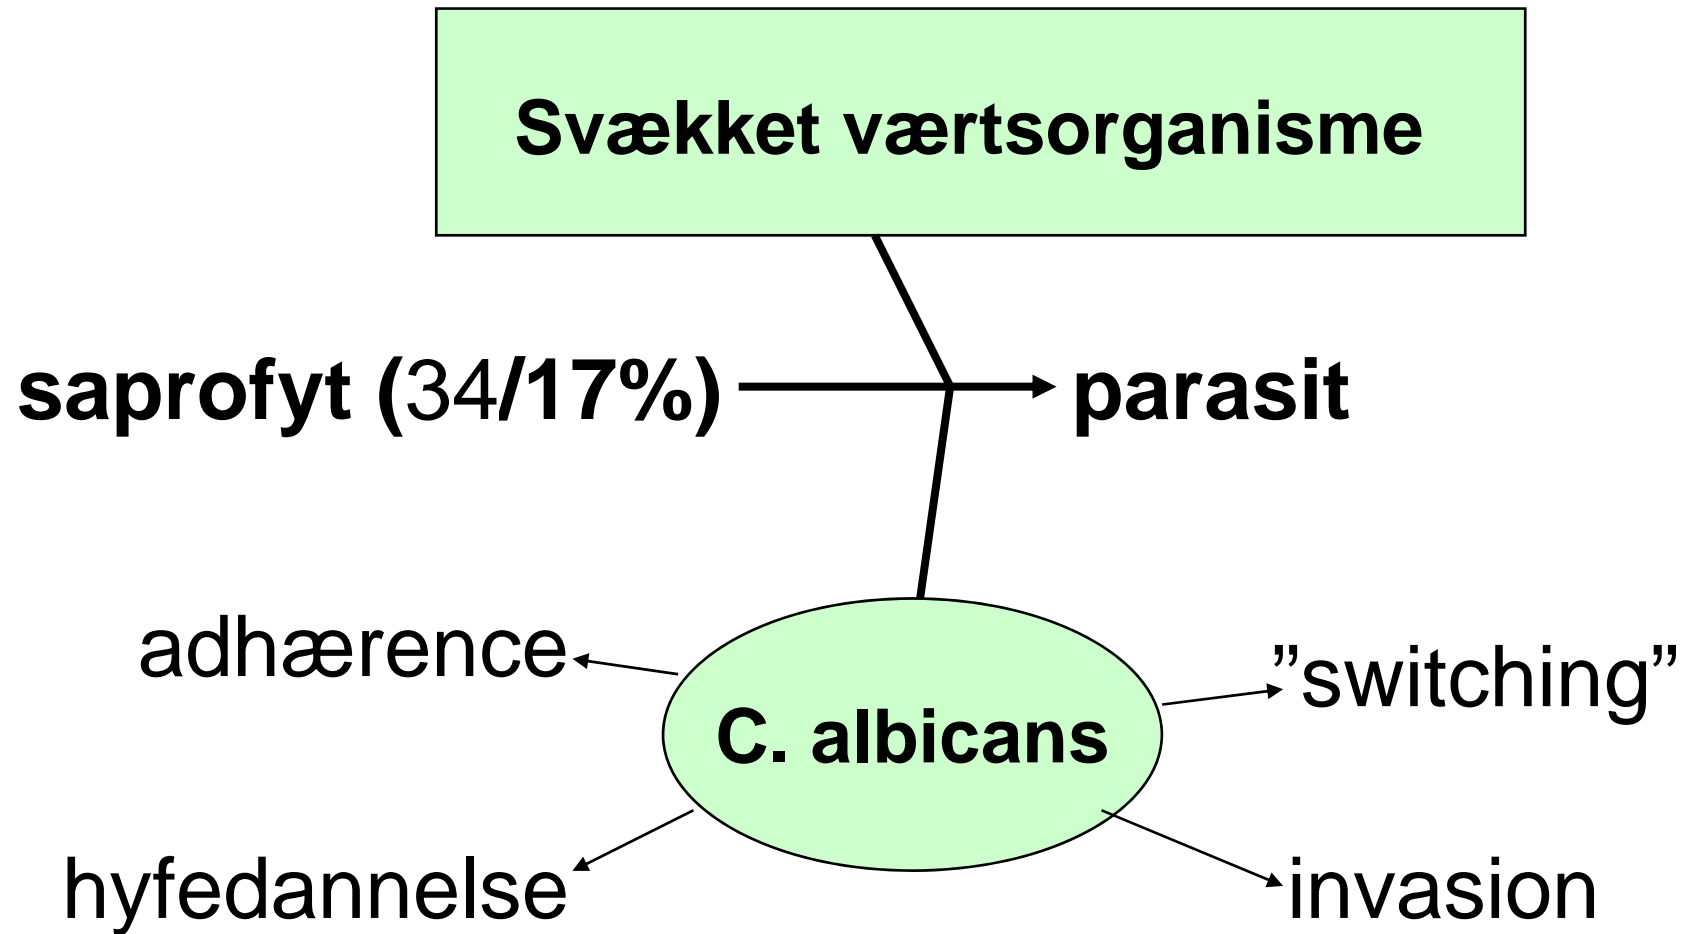 Svækket værtsorganisme
saprofyt (34/17%)
parasit
adhærence
”switching”
C. albicans
hyfedannelse
invasion